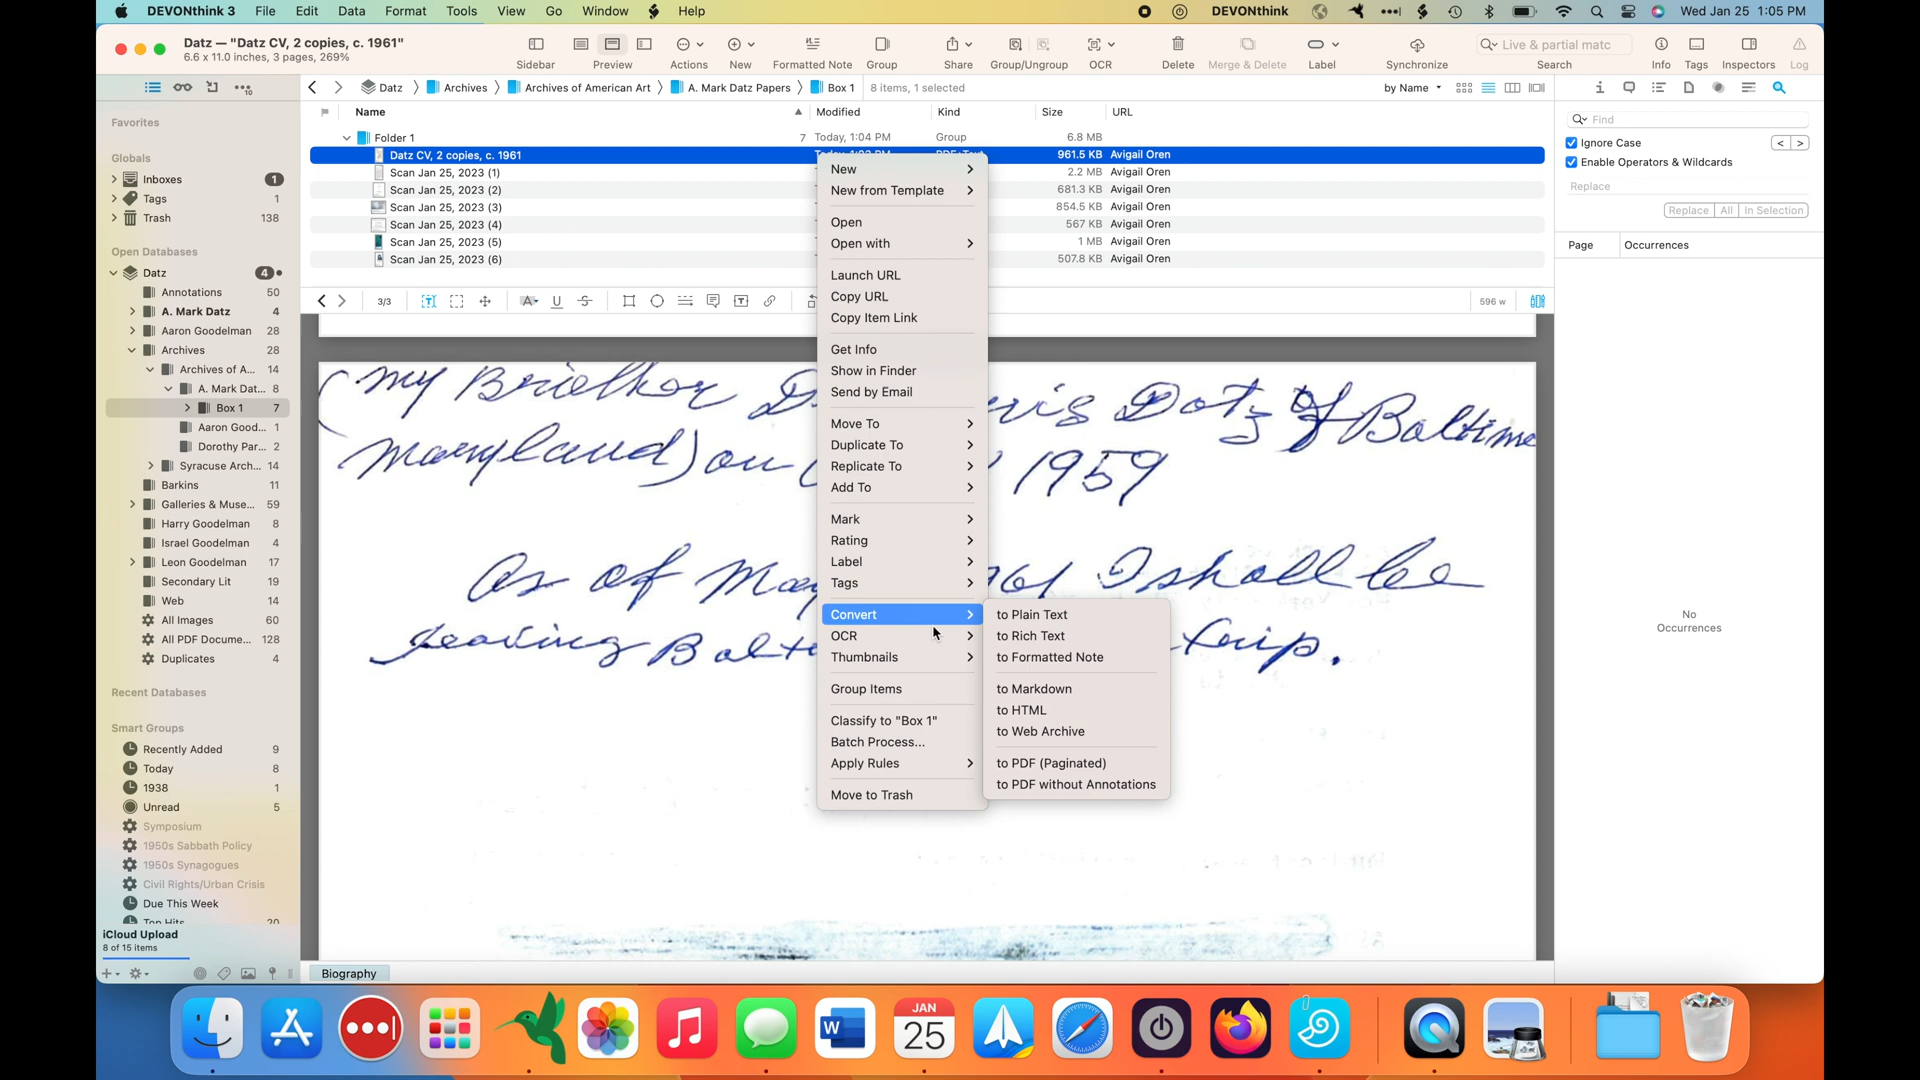 DEVONthink 3 File Edit Data Format Tools View Go Window Help DEVONthink Wed Jan 25 1:05 PM
Datz — "Datz CV, 2 copies, c. 1961"
6.6 x 11.0 inches, 3 pages, 269%
Sidebar Preview Actions New Formatted Note Group Share Group/Ungroup OCR Delete Merge & Delete Label Synchronize Search Info Tags Inspectors Log
Live & partial matc
Datz Archives Archives of American Art A. Mark Datz Papers Box 1 8 items, 1 selected by Name
Name Modified Kind Size URL
Folder 1 7 Today, 1:04 PM Group 6.8 MB
Datz CV, 2 copies, c. 1961 961.5 KB Avigail Oren
Scan Jan 25, 2023 (1) 2.2 MB Avigail Oren
Scan Jan 25, 2023 (2) 681.3 KB Avigail Oren
Scan Jan 25, 2023 (3) 854.5 KB Avigail Oren
Scan Jan 25, 2023 (4) 567 KB Avigail Oren
Scan Jan 25, 2023 (5) 1 MB Avigail Oren
Scan Jan 25, 2023 (6) 507.8 KB Avigail Oren
3/3 596 w
Favorites
Globals
Inboxes 1
Tags 1
Trash 138
Open Databases
Datz 4
Annotations 50
A. Mark Datz 4
Aaron Goodelman 28
Archives 28
Archives of A... 14
A. Mark Dat... 8
Box 1 7
Aaron Good... 1
Dorothy Par... 2
Syracuse Arch... 14
Barkins 11
Galleries & Muse... 59
Harry Goodelman 8
Israel Goodelman 4
Leon Goodelman 17
Secondary Lit 19
Web 14
All Images 60
All PDF Docume... 128
Duplicates 4
Recent Databases
Smart Groups
Recently Added 9
Today 8
1938 1
Unread 5
Symposium
1950s Sabbath Policy
1950s Synagogues
Civil Rights/Urban Crisis
Due This Week
Top Hits 20
iCloud Upload
8 of 15 items
New
New from Template
Open
Open with
Launch URL
Copy URL
Copy Item Link
Get Info
Show in Finder
Send by Email
Move To
Duplicate To
Replicate To
Add To
Mark
Rating
Label
Tags
Convert
OCR
Thumbnails
Group Items
Classify to "Box 1"
Batch Process...
Apply Rules
Move to Trash
to Plain Text
to Rich Text
to Formatted Note
to Markdown
to HTML
to Web Archive
to PDF (Paginated)
to PDF without Annotations
(My Brother Datz of Baltimo
Maryland) on 1959
As of May I shall be
leaving Balt trip.
Biography
Find
Ignore Case < >
Enable Operators & Wildcards
Replace
Replace All In Selection
Page Occurrences
No
Occurrences
JAN
25
W